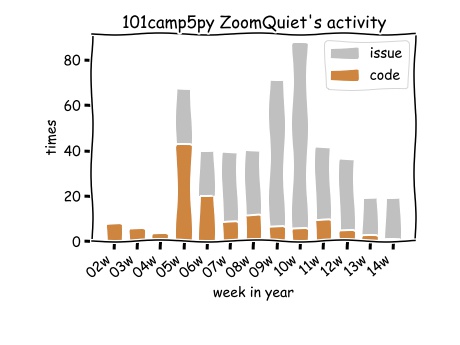 101camp5py ZoomQuiet's activity
issue
code
times
80
60
40
20
0
02w 03w 04w 05w 06w 07w 08w 09w 10w 11w 12w 13w 14w
week in year